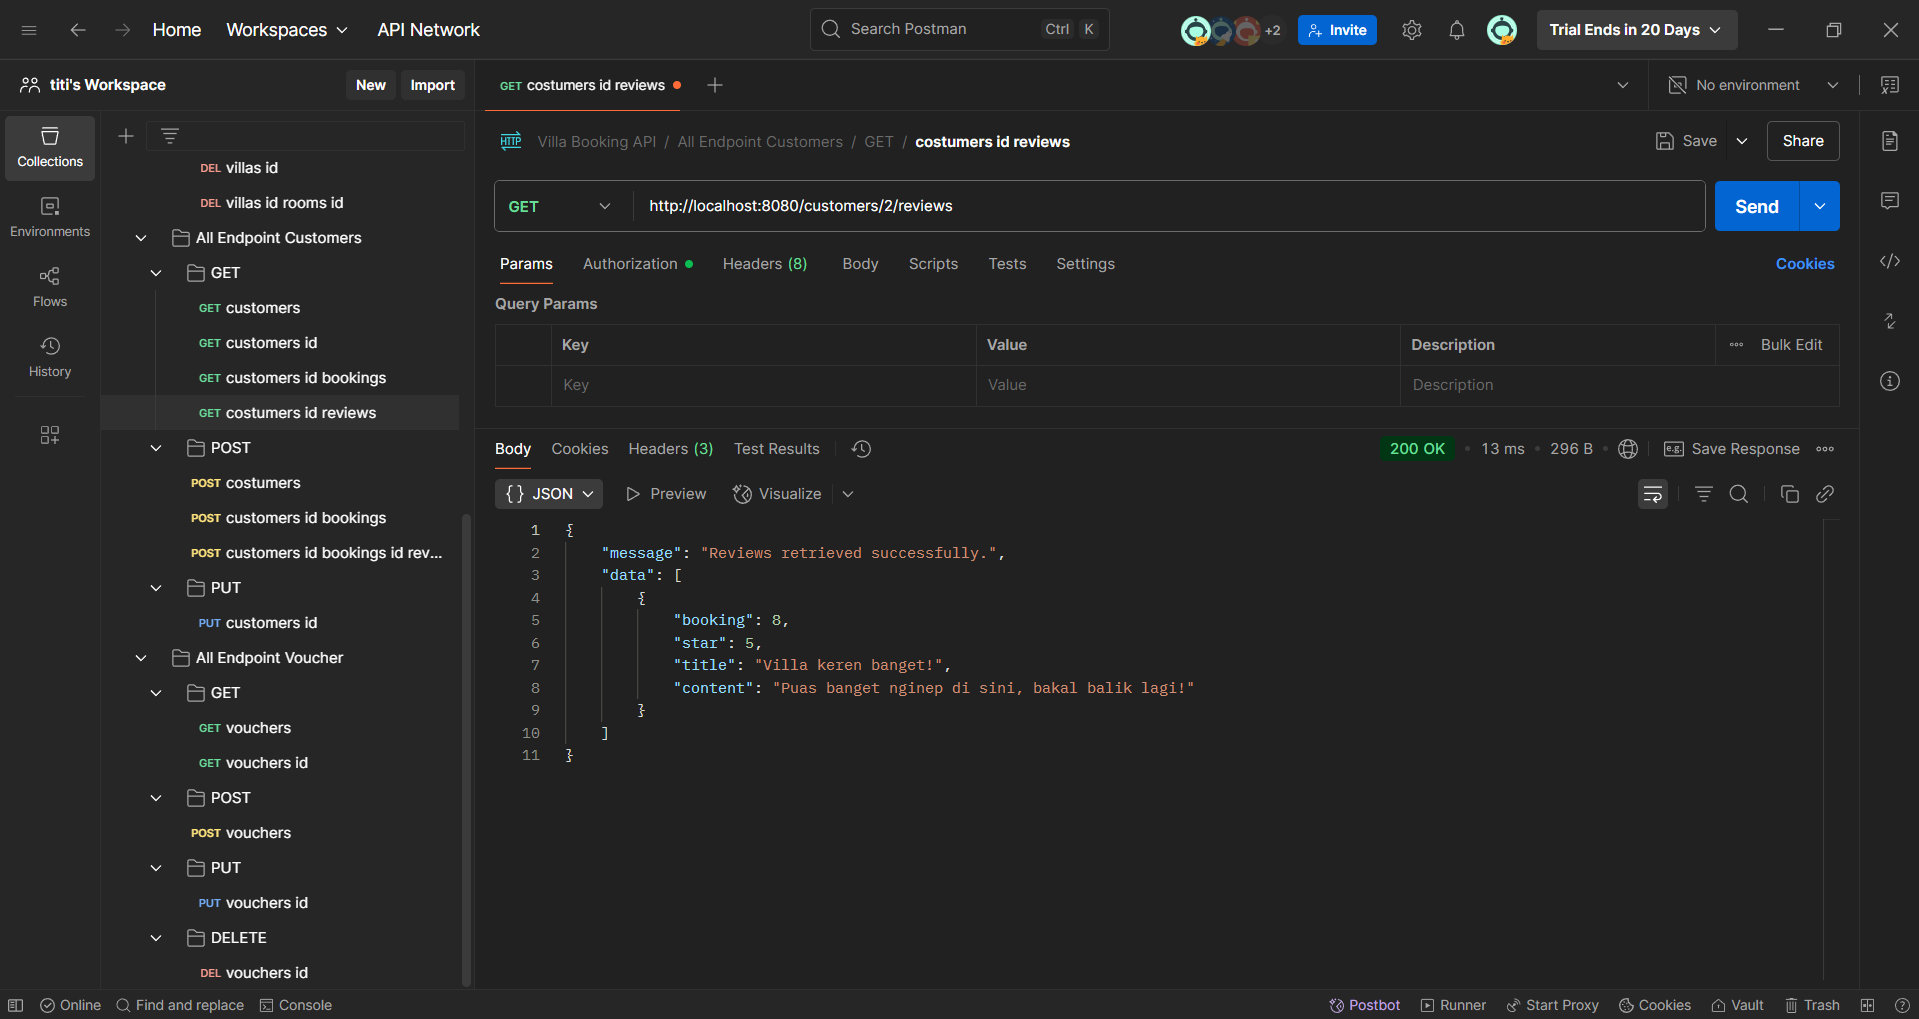 Home Workspaces API Network Search Postman Ctrl K +2 Invite Trial Ends in 20 Days
titi's Workspace New Import GET costumers id reviews No environment
Collections
Environments
Flows
History
DEL villas id
DEL villas id rooms id
All Endpoint Customers
GET
GET customers
GET customers id
GET customers id bookings
GET costumers id reviews
POST
POST costumers
POST customers id bookings
POST customers id bookings id rev...
PUT
PUT customers id
All Endpoint Voucher
GET
GET vouchers
GET vouchers id
POST
POST vouchers
PUT
PUT vouchers id
DELETE
DEL vouchers id
HTTP Villa Booking API / All Endpoint Customers / GET / costumers id reviews Save Share
GET http://localhost:8080/customers/2/reviews Send
Params Authorization Headers (8) Body Scripts Tests Settings Cookies
Query Params
Key Value Description Bulk Edit
Key Value Description
Body Cookies Headers (3) Test Results 200 OK 13 ms 296 B e.g. Save Response
{} JSON Preview Visualize
1 {
2 "message": "Reviews retrieved successfully.",
3 "data": [
4 {
5 "booking": 8,
6 "star": 5,
7 "title": "Villa keren banget!",
8 "content": "Puas banget nginep di sini, bakal balik lagi!"
9 }
10 ]
11 }
Online Find and replace Console Postbot Runner Start Proxy Cookies Vault Trash